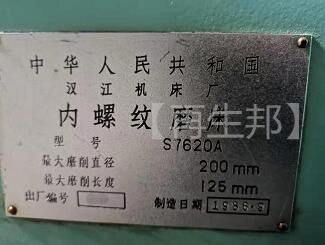 中华人民共和国
汉江机床厂
内螺纹磨床
型号 S7620A
最大磨削直径 200mm
最大磨削长度 125mm
出厂编号 制造日期 1986.9
【再生邦】